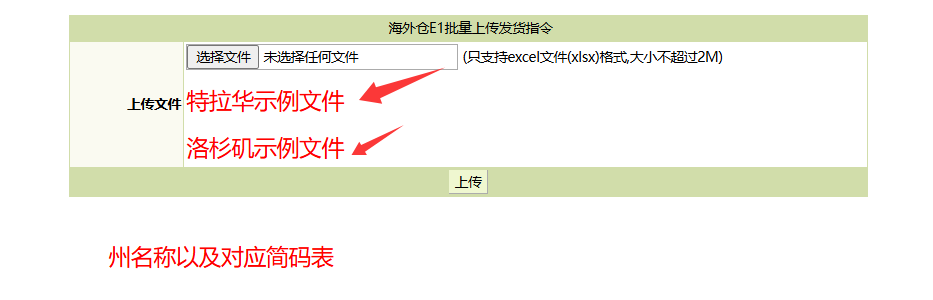 海外仓E1批量上传发货指令
选择文件 未选择任何文件 (只支持excel文件(xlsx)格式,大小不超过2M)
上传文件
特拉华示例文件
洛杉矶示例文件
上传
州名称以及对应简码表